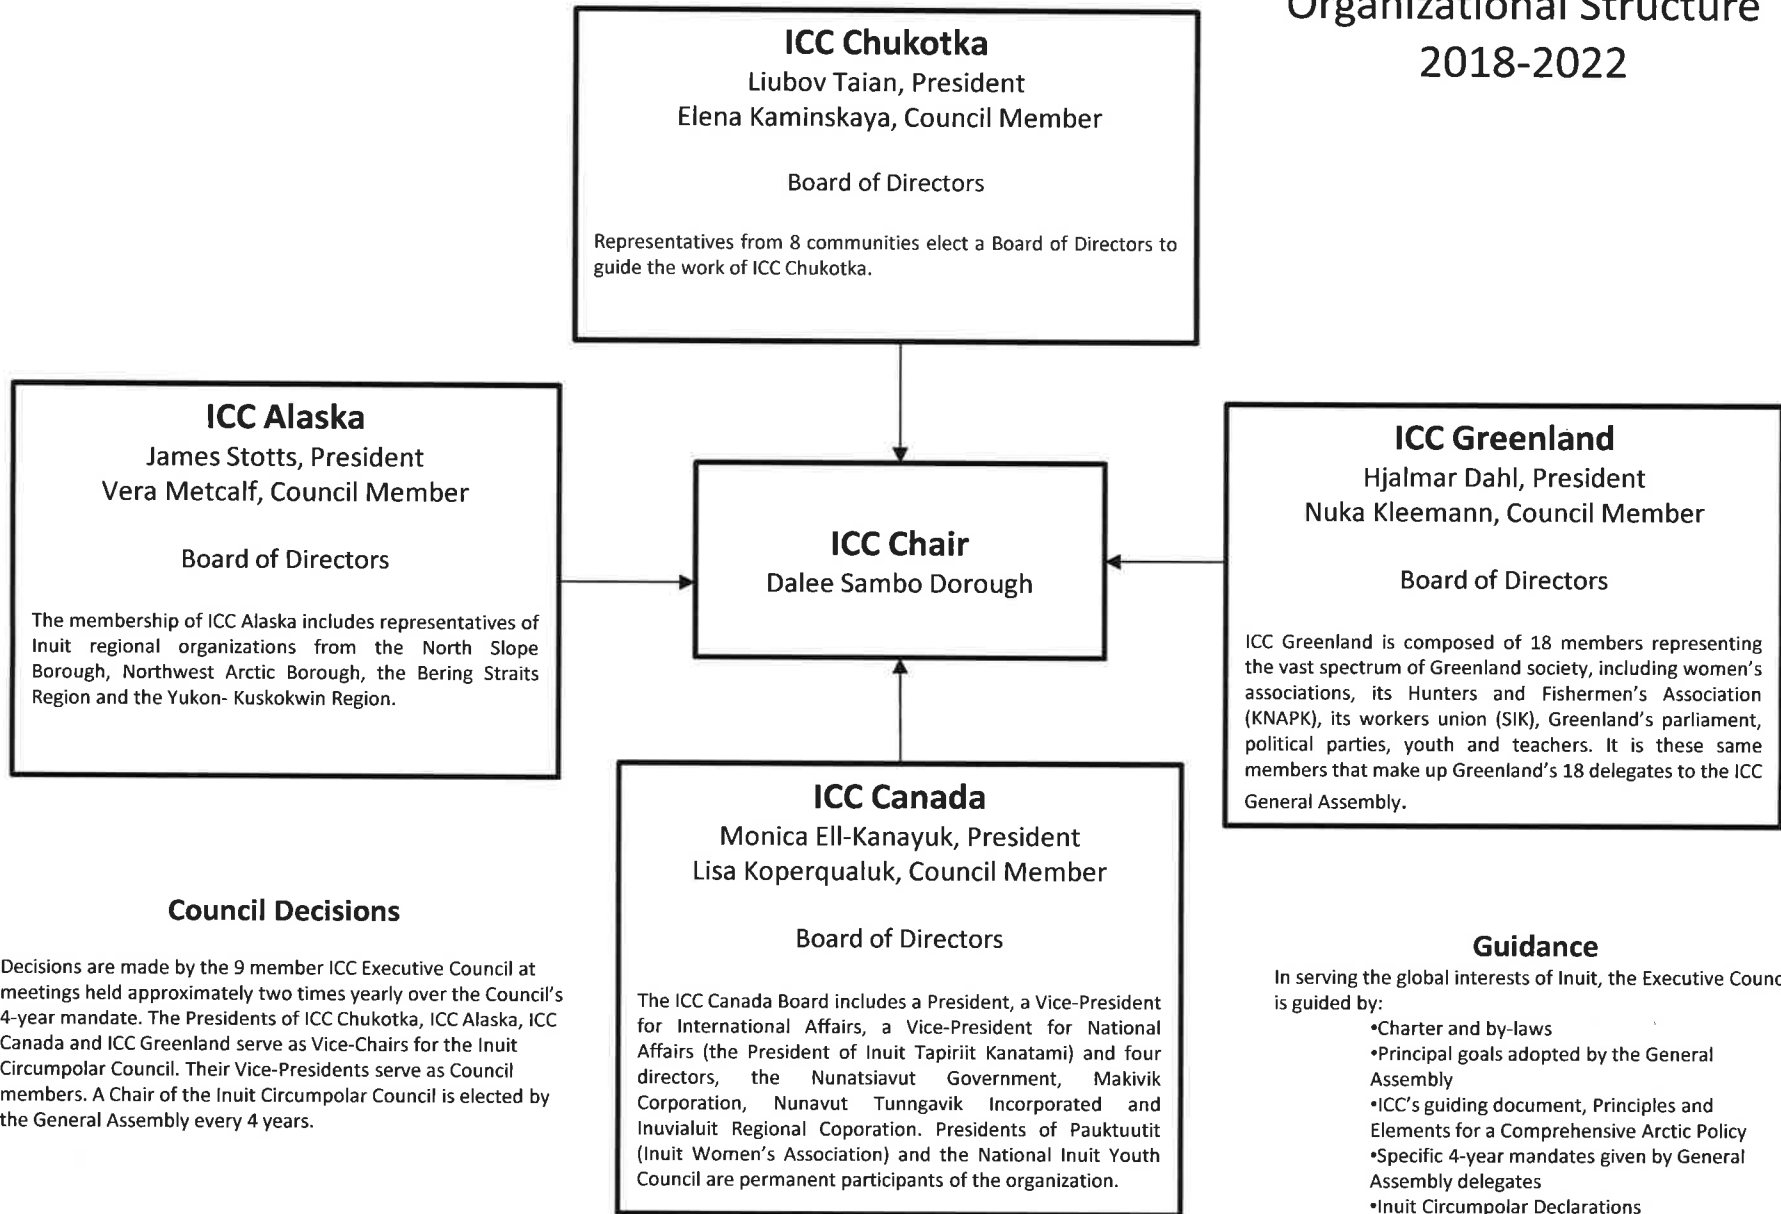 Organizational Structure
2018-2022
ICC Chukotka
Liubov Taian, President
Elena Kaminskaya, Council Member
Board of Directors
Representatives from 8 communities elect a Board of Directors to
guide the work of ICC Chukotka.
ICC Alaska
James Stotts, President
Vera Metcalf, Council Member
Board of Directors
The membership of ICC Alaska includes representatives of
Inuit regional organizations from the North Slope
Borough, Northwest Arctic Borough, the Bering Straits
Region and the Yukon- Kuskokwin Region.
ICC Chair
Dalee Sambo Dorough
ICC Greenland
Hjalmar Dahl, President
Nuka Kleemann, Council Member
Board of Directors
ICC Greenland is composed of 18 members representing
the vast spectrum of Greenland society, including women's
associations, its Hunters and Fishermen's Association
(KNAPK), its workers union (SIK), Greenland's parliament,
political parties, youth and teachers. It is these same
members that make up Greenland's 18 delegates to the ICC
General Assembly.
ICC Canada
Monica Ell-Kanayuk, President
Lisa Koperqualuk, Council Member
Board of Directors
The ICC Canada Board includes a President, a Vice-President
for International Affairs, a Vice-President for National
Affairs (the President of Inuit Tapiriit Kanatami) and four
directors, the Nunatsiavut Government, Makivik
Corporation, Nunavut Tunngavik Incorporated and
Inuvialuit Regional Coporation. Presidents of Pauktuutit
(Inuit Women's Association) and the National Inuit Youth
Council are permanent participants of the organization.
Council Decisions
Decisions are made by the 9 member ICC Executive Council at
meetings held approximately two times yearly over the Council's
4-year mandate. The Presidents of ICC Chukotka, ICC Alaska, ICC
Canada and ICC Greenland serve as Vice-Chairs for the Inuit
Circumpolar Council. Their Vice-Presidents serve as Council
members. A Chair of the Inuit Circumpolar Council is elected by
the General Assembly every 4 years.
Guidance
In serving the global interests of Inuit, the Executive Counc
is guided by:
•Charter and by-laws
•Principal goals adopted by the General
Assembly
•ICC's guiding document, Principles and
Elements for a Comprehensive Arctic Policy
•Specific 4-year mandates given by General
Assembly delegates
•Inuit Circumpolar Declarations